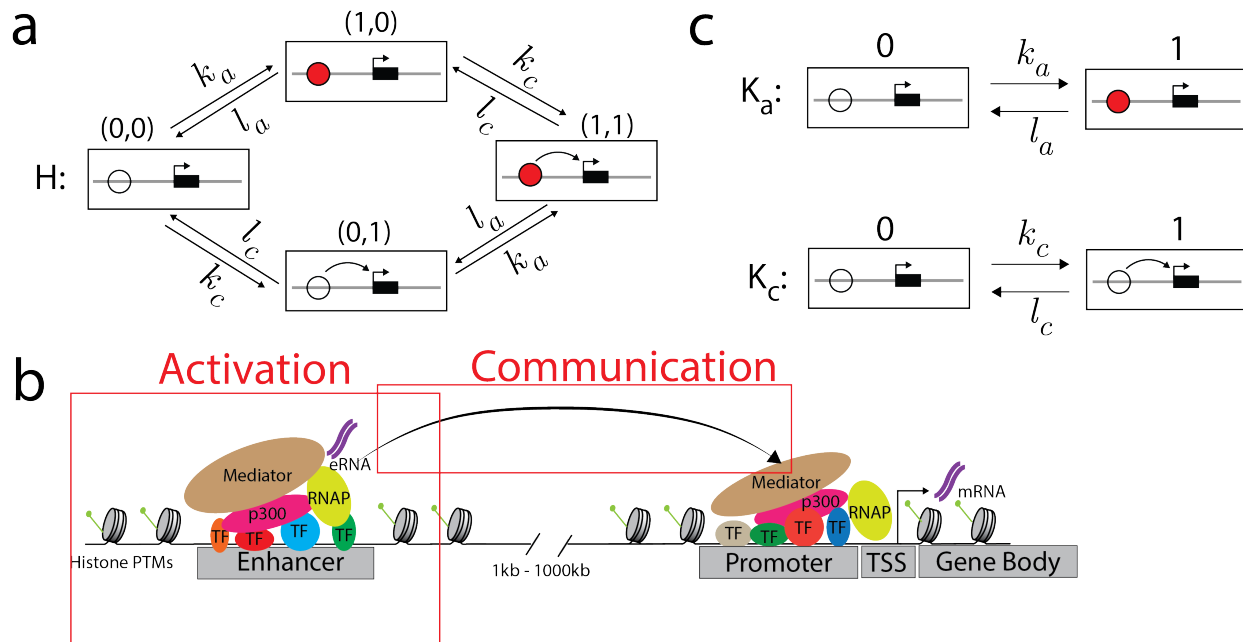 a
(1,0)
k_a
l_a
k_c
l_c
(0,0)
(1,1)
H:
(0,1)
l_c
k_c
l_a
k_a
c
0
1
K_a:
k_a
l_a
0
1
K_c:
k_c
l_c
b
Activation
Communication
eRNA
Mediator
RNAP
p300
TF
TF
TF
TF
Histone PTMs
Enhancer
1kb - 1000kb
Mediator
p300
RNAP
mRNA
TF
TF
TF
TF
Promoter
TSS
Gene Body